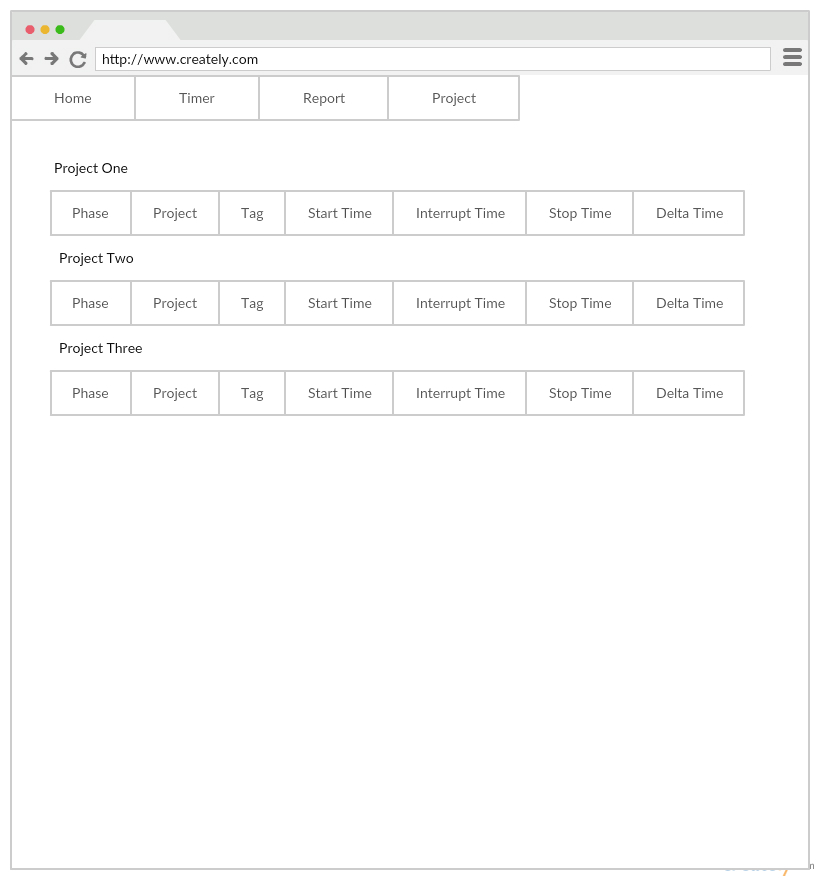 http://www.creately.com
Home Timer Report Project
Project One
Phase Project Tag Start Time Interrupt Time Stop Time Delta Time
Project Two
Phase Project Tag Start Time Interrupt Time Stop Time Delta Time
Project Three
Phase Project Tag Start Time Interrupt Time Stop Time Delta Time